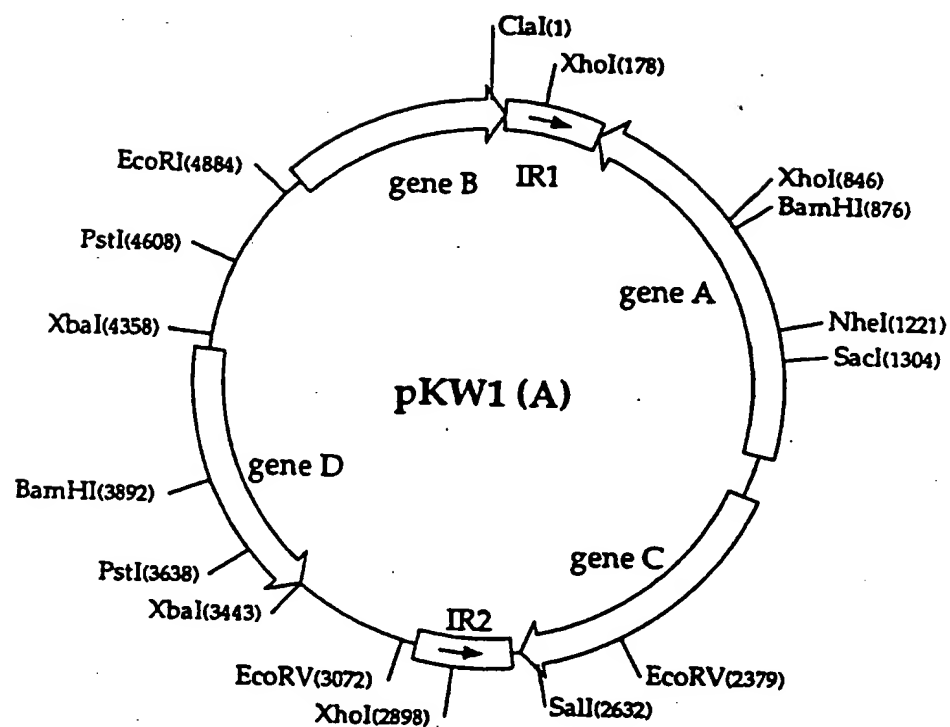 ClaI(1)
XhoI(178)
EcoRI(4884)
gene B
IR1
XhoI(846)
BamHI(876)
PstI(4608)
gene A
XbaI(4358)
NheI(1221)
SacI(1304)
pKW1 (A)
gene D
BamHI(3892)
gene C
PstI(3638)
XbaI(3443)
IR2
EcoRV(3072)
EcoRV(2379)
XhoI(2898)
SalI(2632)